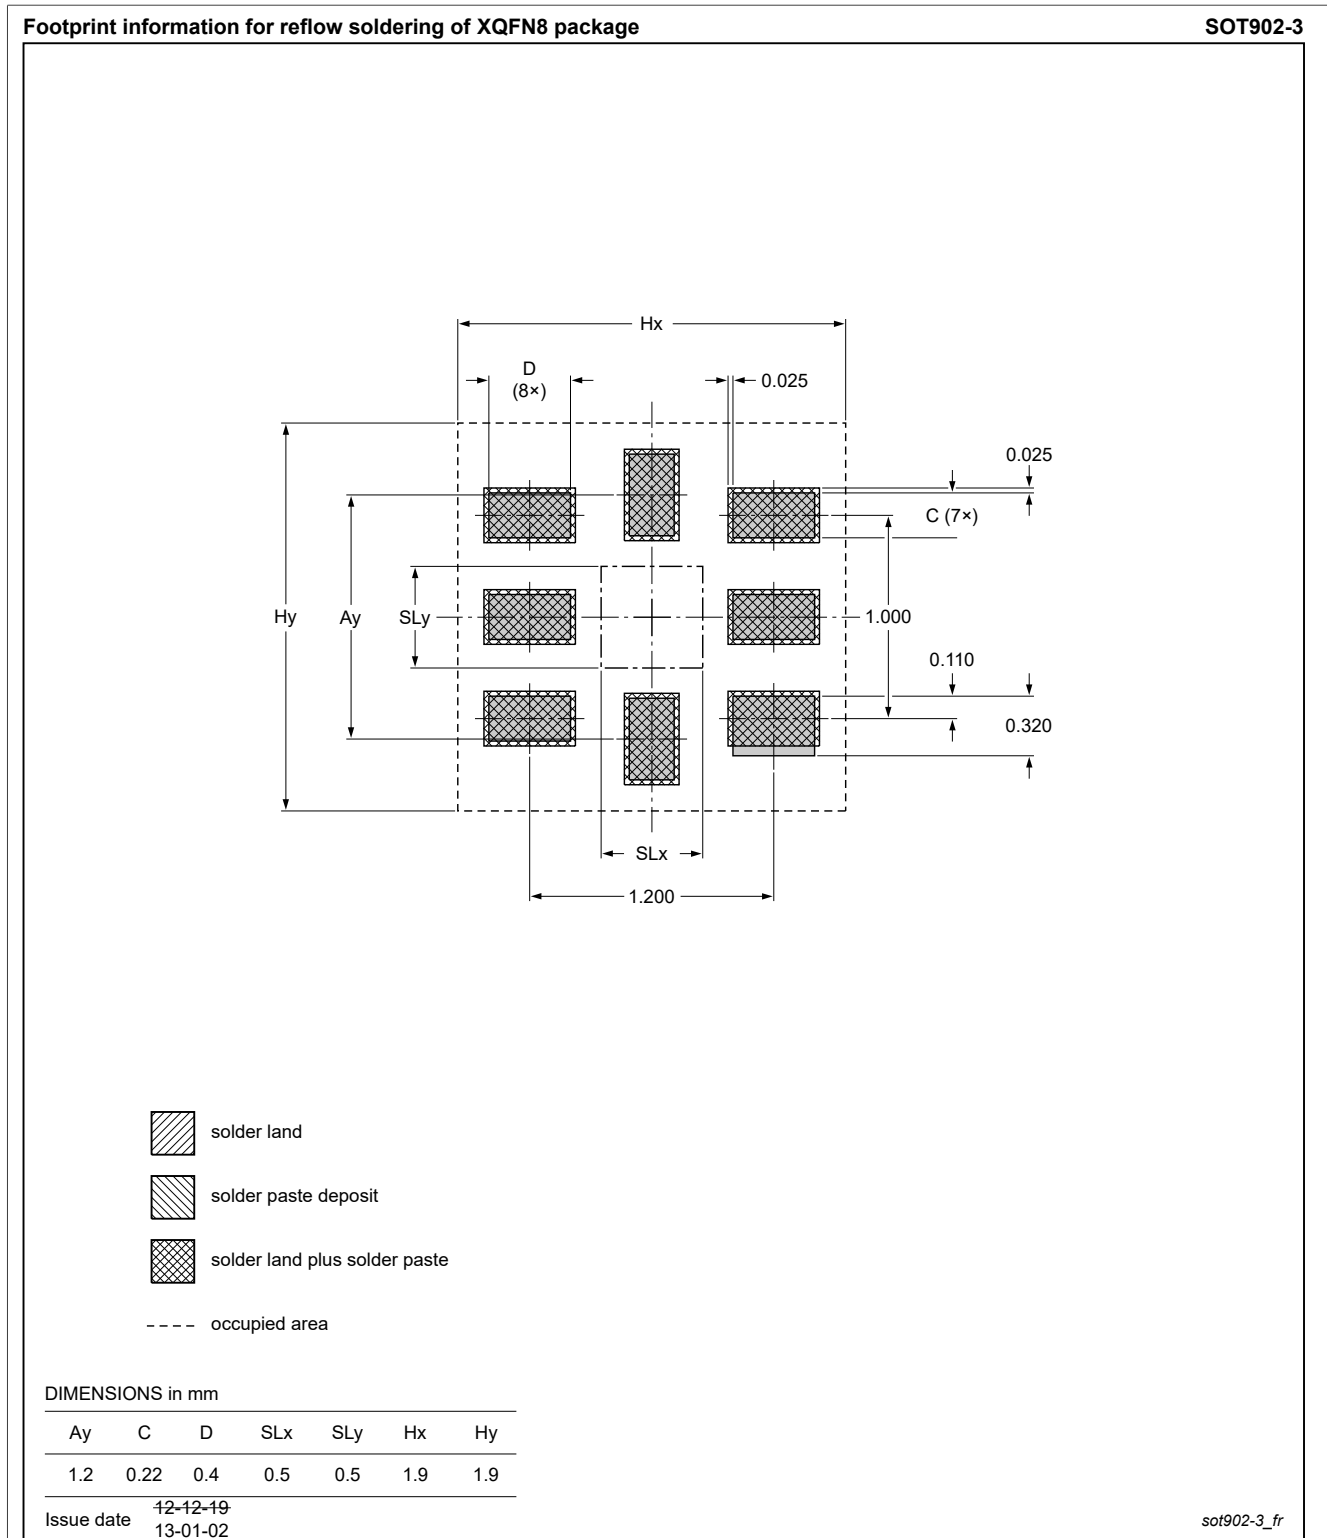 Footprint information for reflow soldering of XQFN8 package SOT902-3
Hx
D
(8×)
0.025
0.025
C (7×)
Hy
Ay
SLy
1.000
0.110
0.320
SLx
1.200
solder land
solder paste deposit
solder land plus solder paste
occupied area
DIMENSIONS in mm
Ay C D SLx SLy Hx Hy
1.2 0.22 0.4 0.5 0.5 1.9 1.9
Issue date 12-12-19
13-01-02
sot902-3_fr